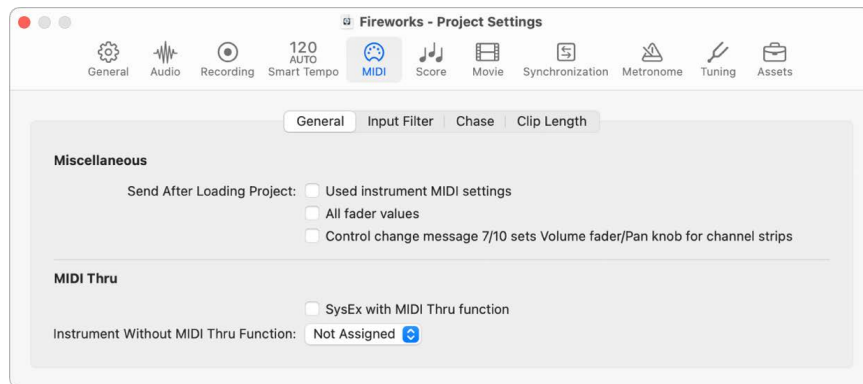 Fireworks - Project Settings
General Audio Recording 120 AUTO Smart Tempo MIDI Score Movie Synchronization Metronome Tuning Assets
General Input Filter Chase Clip Length
Miscellaneous
Send After Loading Project: Used instrument MIDI settings
All fader values
Control change message 7/10 sets Volume fader/Pan knob for channel strips
MIDI Thru
SysEx with MIDI Thru function
Instrument Without MIDI Thru Function: Not Assigned